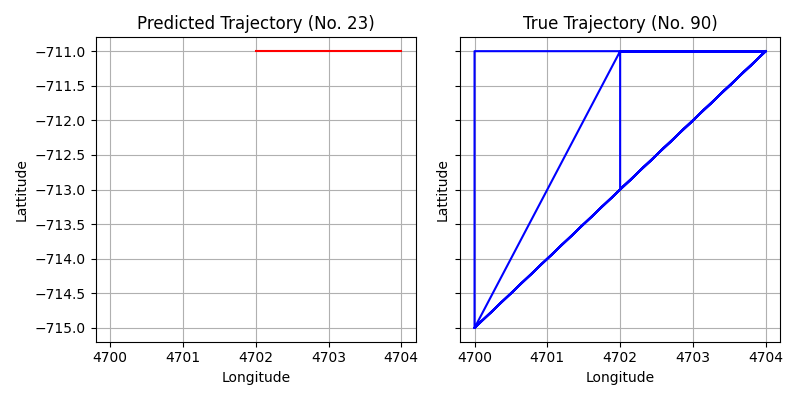 Predicted Trajectory (No. 23)
−711.0
−711.5
−712.0
−712.5
−713.0
−713.5
−714.0
−714.5
−715.0
Lattitude
4700 4701 4702 4703 4704
Longitude
True Trajectory (No. 90)
Lattitude
4700 4701 4702 4703 4704
Longitude